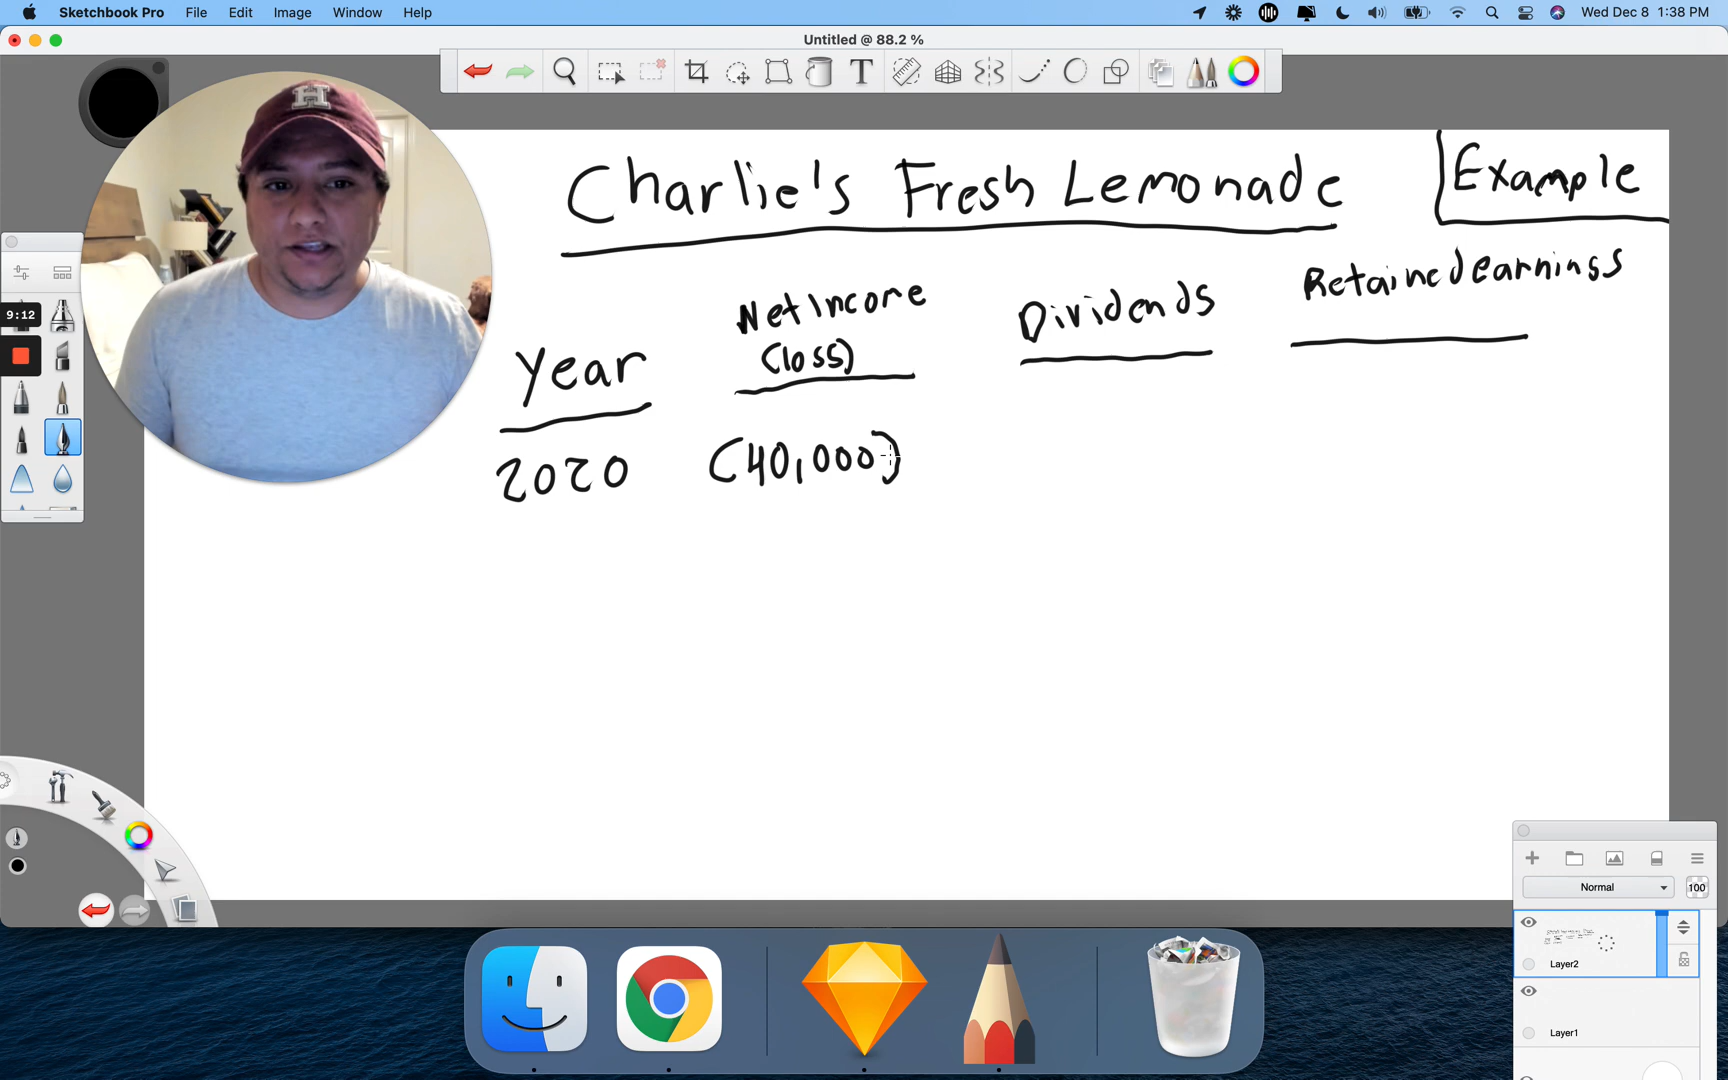 Sketchbook Pro File Edit Image Window Help
Wed Dec 8 1:38 PM
Untitled @ 88.2 %
T
H
Charlie's Fresh Lemonade
Example
Net Income
(loss)
Dividends
Retained earnings
Year
9:12
2020 (40,000)
Normal
100
Layer2
Layer1